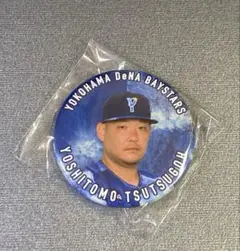 YOKOHAMA DeNA BAYSTARS
Y
YOSHITOMO TSUTSUGOH